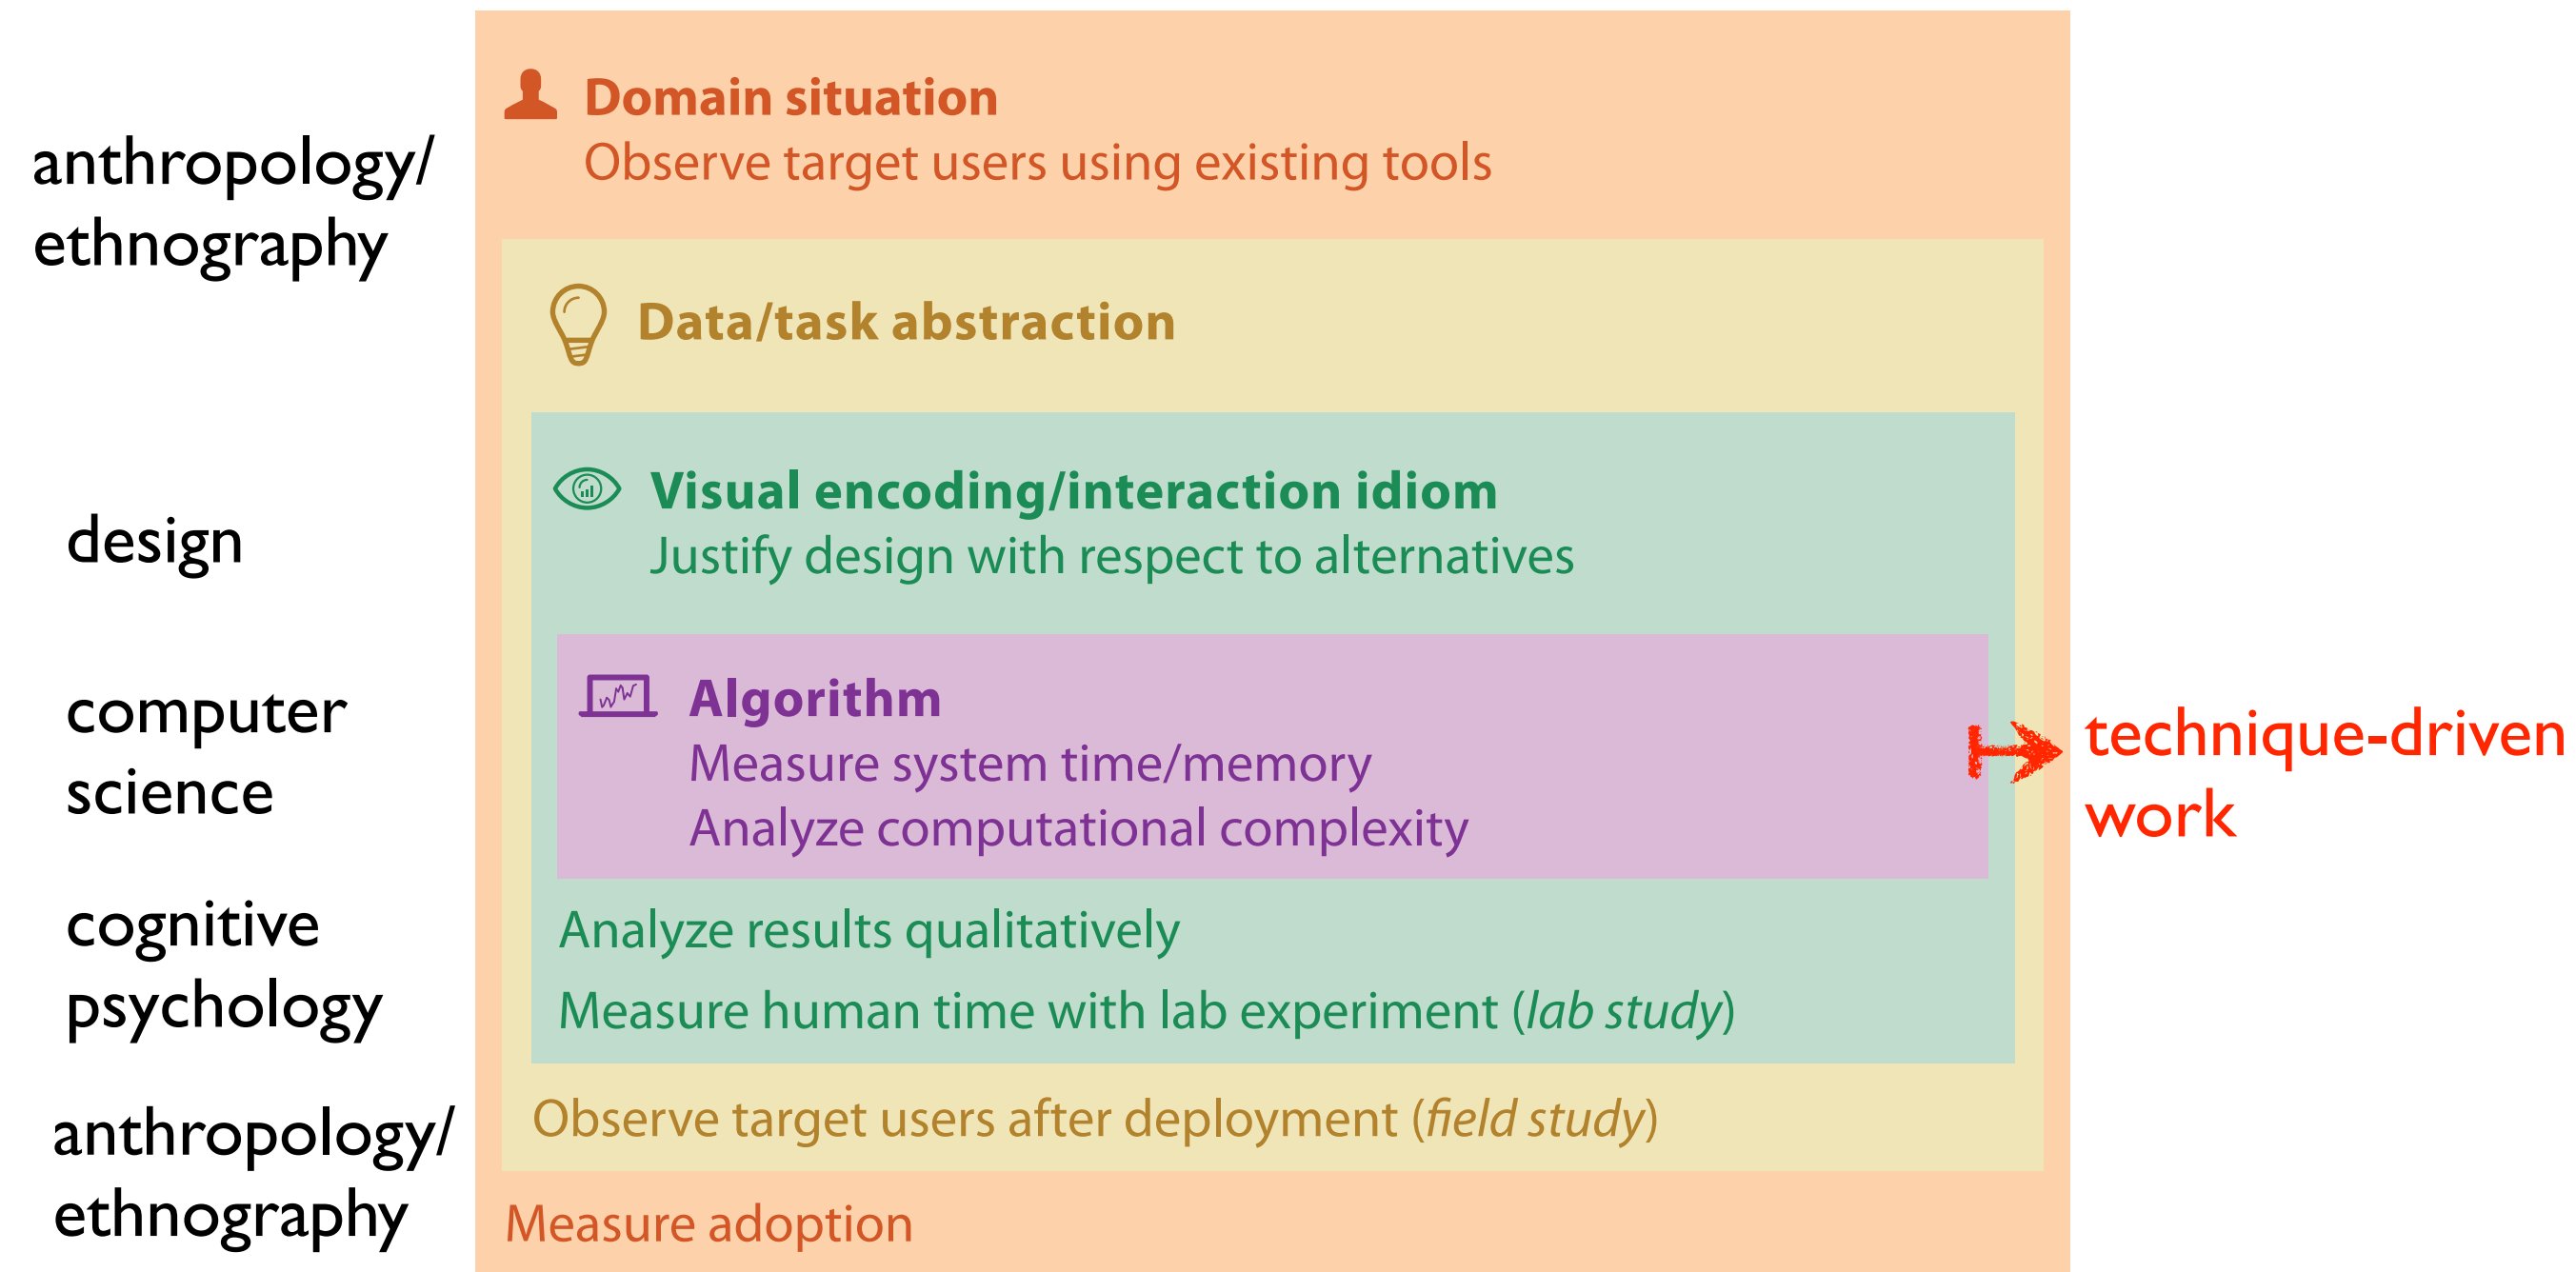 anthropology/
ethnography
Domain situation
Observe target users using existing tools
Data/task abstraction
design
Visual encoding/interaction idiom
Justify design with respect to alternatives
computer
science
Algorithm
Measure system time/memory
Analyze computational complexity
technique-driven
work
cognitive
psychology
Analyze results qualitatively
Measure human time with lab experiment (lab study)
anthropology/
ethnography
Observe target users after deployment (field study)
Measure adoption